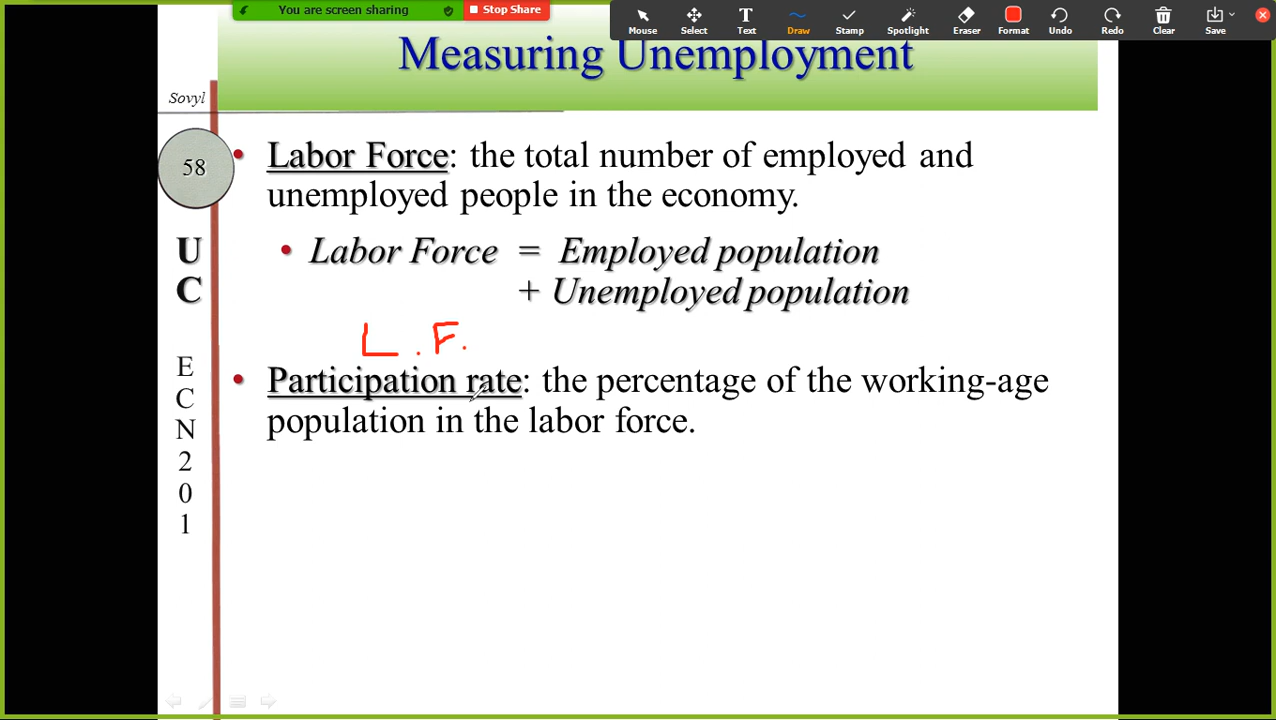 You are screen sharing
Stop Share
Mouse
Select
Text
Draw
Stamp
Spotlight
Eraser
Format
Undo
Redo
Clear
Save
Measuring Unemployment
Sovyl
58
U
C
E
C
N
2
0
1
• Labor Force: the total number of employed and
unemployed people in the economy.
• Labor Force = Employed population
+ Unemployed population
L.F.
• Participation rate: the percentage of the working-age
population in the labor force.